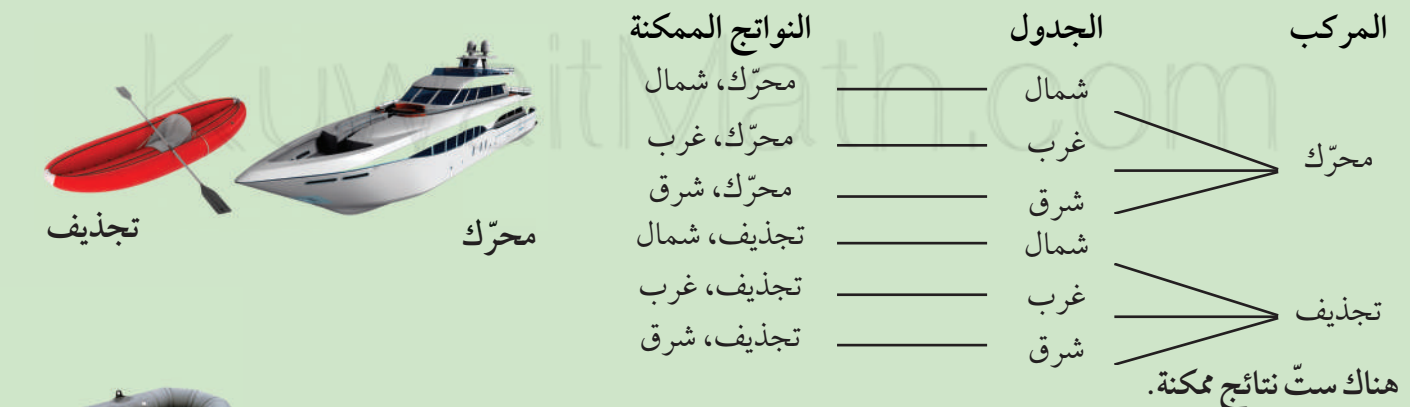 المركب الجدول النواتج الممكنة
شمال محرّك، شمال
محرّك غرب محرّك، غرب
شرق محرّك، شرق
شمال تجذيف، شمال
تجذيف غرب تجذيف، غرب
شرق تجذيف، شرق
هناك ستّ نتائج ممكنة.
محرّك
تجذيف
KuwaitMath.com